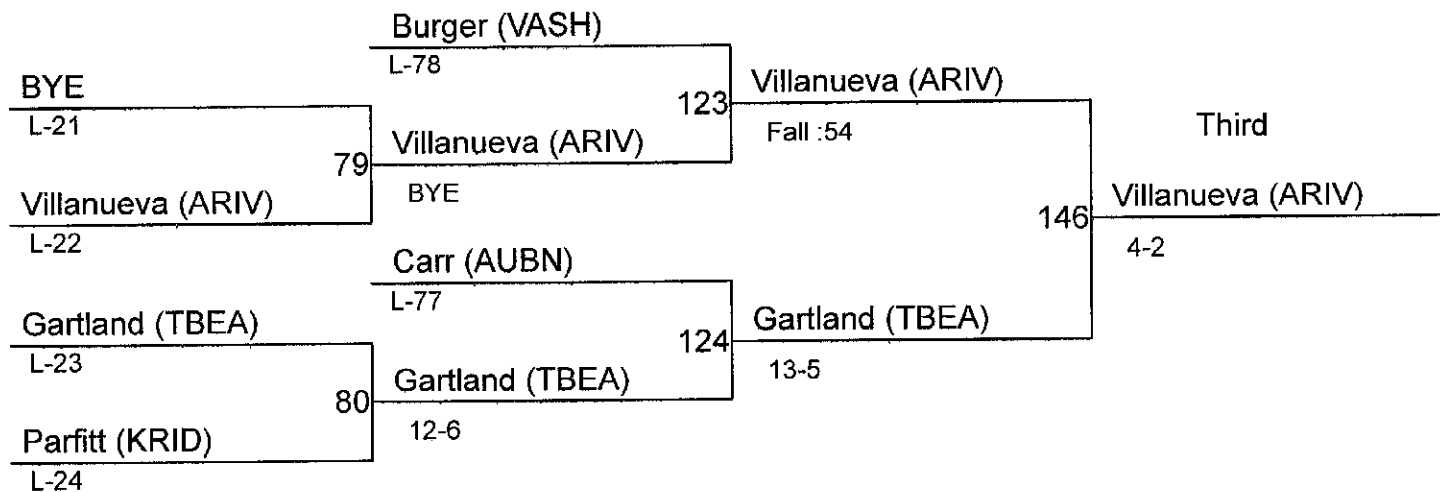 Burger (VASH)
L-78
BYE
L-21
123
Villanueva (ARIV)
Fall :54
Third
79
Villanueva (ARIV)
BYE
Villanueva (ARIV)
L-22
146
Villanueva (ARIV)
4-2
Carr (AUBN)
L-77
Gartland (TBEA)
L-23
124
Gartland (TBEA)
13-5
80
Gartland (TBEA)
12-6
Parfitt (KRID)
L-24